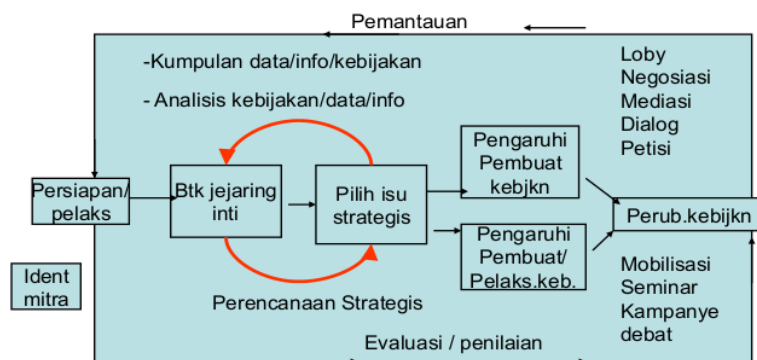 Pemantauan
-Kumpulan data/info/kebijakan
- Analisis kebijakan/data/info
Loby
Negosiasi
Mediasi
Dialog
Petisi
Persiapan/
pelaks
Btk jejaring
inti
Pilih isu
strategis
Pengaruhi
Pembuat
kebjkn
Pengaruhi
Pembuat/
Pelaks.keb.
Perub.kebijkn
Ident
mitra
Perencanaan Strategis
Mobilisasi
Seminar
Kampanye
debat
Evaluasi / penilaian